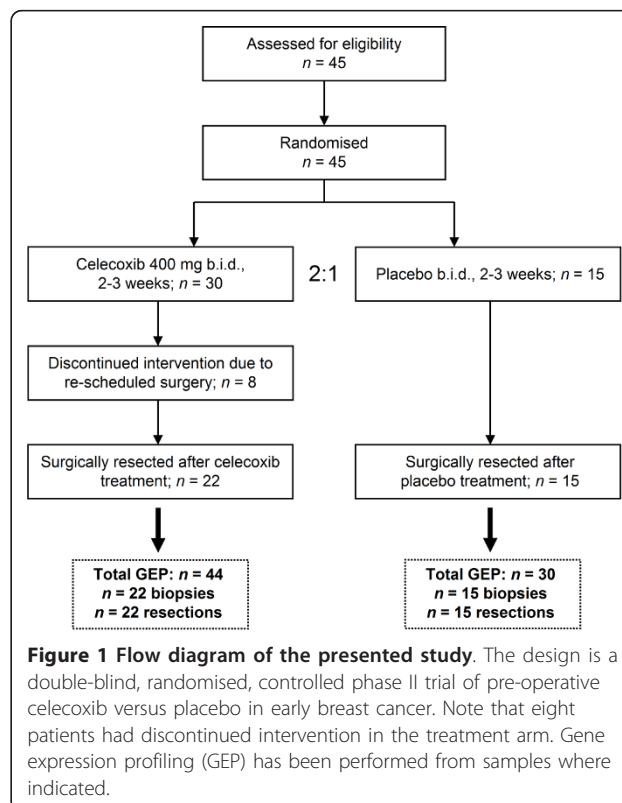 Assessed for eligibility
n = 45
Randomised
n = 45
Celecoxib 400 mg b.i.d.,
2-3 weeks; n = 30
2:1
Placebo b.i.d., 2-3 weeks; n = 15
Discontinued intervention due to
re-scheduled surgery; n = 8
Surgically resected after celecoxib
treatment; n = 22
Surgically resected after
placebo treatment; n = 15
Total GEP: n = 44
n = 22 biopsies
n = 22 resections
Total GEP: n = 30
n = 15 biopsies
n = 15 resections
Figure 1 Flow diagram of the presented study. The design is a
double-blind, randomised, controlled phase II trial of pre-operative
celecoxib versus placebo in early breast cancer. Note that eight
patients had discontinued intervention in the treatment arm. Gene
expression profiling (GEP) has been performed from samples where
indicated.